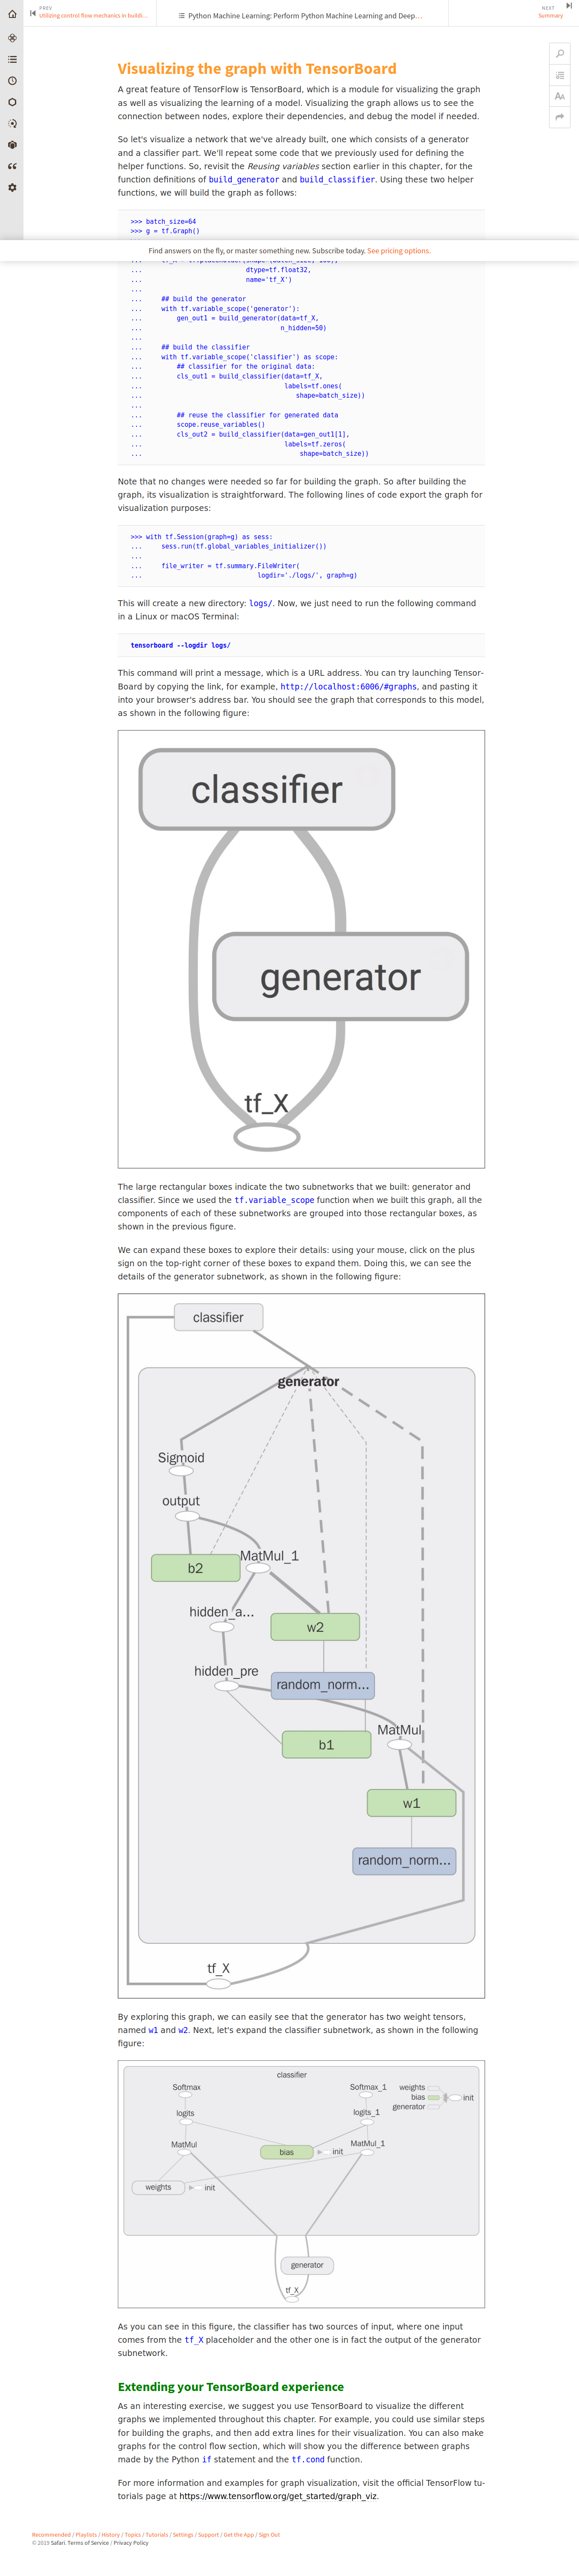 PREV
Utilizing control flow mechanics in buildi…
Python Machine Learning: Perform Python Machine Learning and Deep…
NEXT
Summary
Visualizing the graph with TensorBoard
A great feature of TensorFlow is TensorBoard, which is a module for visualizing the graph
as well as visualizing the learning of a model. Visualizing the graph allows us to see the
connection between nodes, explore their dependencies, and debug the model if needed.
So let's visualize a network that we've already built, one which consists of a generator
and a classifier part. We'll repeat some code that we previously used for defining the
helper functions. So, revisit the Reusing variables section earlier in this chapter, for the
function definitions of build_generator and build_classifier. Using these two helper
functions, we will build the graph as follows:
>>> batch_size=64
>>> g = tf.Graph()
Find answers on the fly, or master something new. Subscribe today. See pricing options.
... dtype=tf.float32,
... name='tf_X')
...
... ## build the generator
... with tf.variable_scope('generator'):
... gen_out1 = build_generator(data=tf_X,
... n_hidden=50)
...
... ## build the classifier
... with tf.variable_scope('classifier') as scope:
... ## classifier for the original data:
... cls_out1 = build_classifier(data=tf_X,
... labels=tf.ones(
... shape=batch_size))
...
... ## reuse the classifier for generated data
... scope.reuse_variables()
... cls_out2 = build_classifier(data=gen_out1[1],
... labels=tf.zeros(
... shape=batch_size))
Note that no changes were needed so far for building the graph. So after building the
graph, its visualization is straightforward. The following lines of code export the graph for
visualization purposes:
>>> with tf.Session(graph=g) as sess:
... sess.run(tf.global_variables_initializer())
...
... file_writer = tf.summary.FileWriter(
... logdir='./logs/', graph=g)
This will create a new directory: logs/. Now, we just need to run the following command
in a Linux or macOS Terminal:
tensorboard --logdir logs/
This command will print a message, which is a URL address. You can try launching Tensor-
Board by copying the link, for example, http://localhost:6006/#graphs, and pasting it
into your browser's address bar. You should see the graph that corresponds to this model,
as shown in the following figure:
classifier
generator
tf_X
The large rectangular boxes indicate the two subnetworks that we built: generator and
classifier. Since we used the tf.variable_scope function when we built this graph, all the
components of each of these subnetworks are grouped into those rectangular boxes, as
shown in the previous figure.
We can expand these boxes to explore their details: using your mouse, click on the plus
sign on the top-right corner of these boxes to expand them. Doing this, we can see the
details of the generator subnetwork, as shown in the following figure:
classifier
generator
Sigmoid
output
b2
MatMul_1
hidden_a...
w2
hidden_pre
random_norm...
b1
MatMul
w1
random_norm...
tf_X
By exploring this graph, we can easily see that the generator has two weight tensors,
named w1 and w2. Next, let's expand the classifier subnetwork, as shown in the following
figure:
classifier
Softmax
Softmax_1
weights
bias
init
generator
logits
logits_1
MatMul
MatMul_1
bias
init
weights
init
generator
tf_X
As you can see in this figure, the classifier has two sources of input, where one input
comes from the tf_X placeholder and the other one is in fact the output of the generator
subnetwork.
Extending your TensorBoard experience
As an interesting exercise, we suggest you use TensorBoard to visualize the different
graphs we implemented throughout this chapter. For example, you could use similar steps
for building the graphs, and then add extra lines for their visualization. You can also make
graphs for the control flow section, which will show you the difference between graphs
made by the Python if statement and the tf.cond function.
For more information and examples for graph visualization, visit the official TensorFlow tu-
torials page at https://www.tensorflow.org/get_started/graph_viz.
Recommended / Playlists / History / Topics / Tutorials / Settings / Support / Get the App / Sign Out
© 2019 Safari. Terms of Service / Privacy Policy